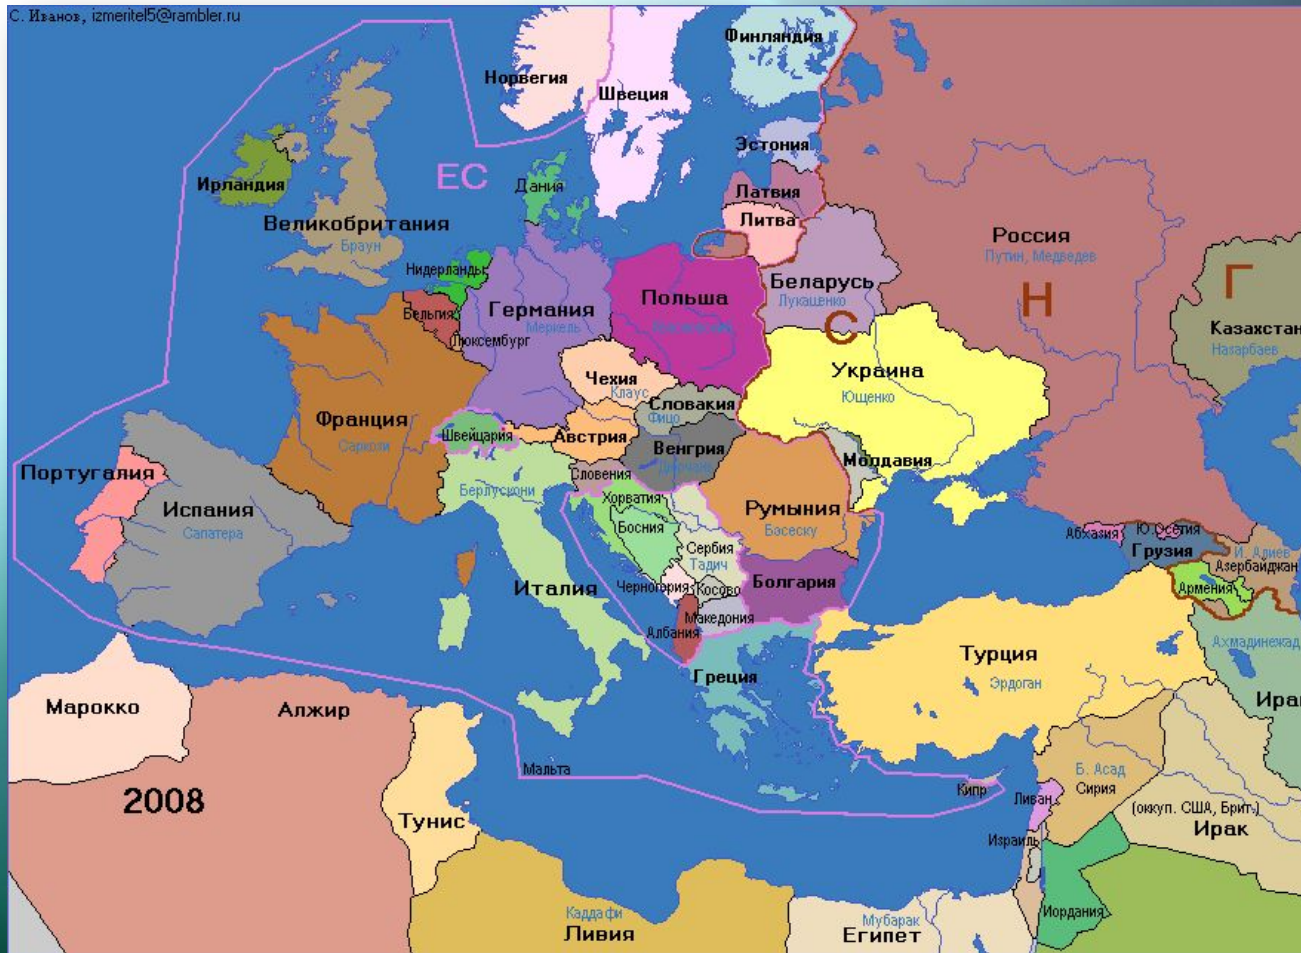 С. Иванов, izmeritel5@rambler.ru
Финляндия
Норвегия
Швеция
Эстония
ЕС
Ирландия
Дания
Латвия
Литва
Великобритания
Браун
Россия
Путин, Медведев
Нидерланды
Беларусь
Лукашенко
Г
Польша
Н
Германия
Меркель
Бельгия
С
Казахстан
Назарбаев
Люксембург
Украина
Ющенко
Чехия
Клаус
Словакия
Фицо
Франция
Саркози
Швейцария
Австрия
Венгрия
Молдавия
Португалия
Словения
Берлускони
Хорватия
Испания
Сапатера
Румыния
Бэсеску
Босния
Абхазия
Ю.Осетия
Сербия
Тадич
Грузия
И. Алиев
Азербайджан
Италия
Черногория
Косово
Болгария
Армения
Македония
Албания
Турция
Эрдоган
Ахмадинежад
Греция
Иран
Марокко
Алжир
Мальта
Б. Асад
Сирия
Кипр
Ливан
2008
Тунис
(оккуп. США, Брит.)
Ирак
Израиль
Каддафи
Ливия
Мубарак
Египет
Иордания